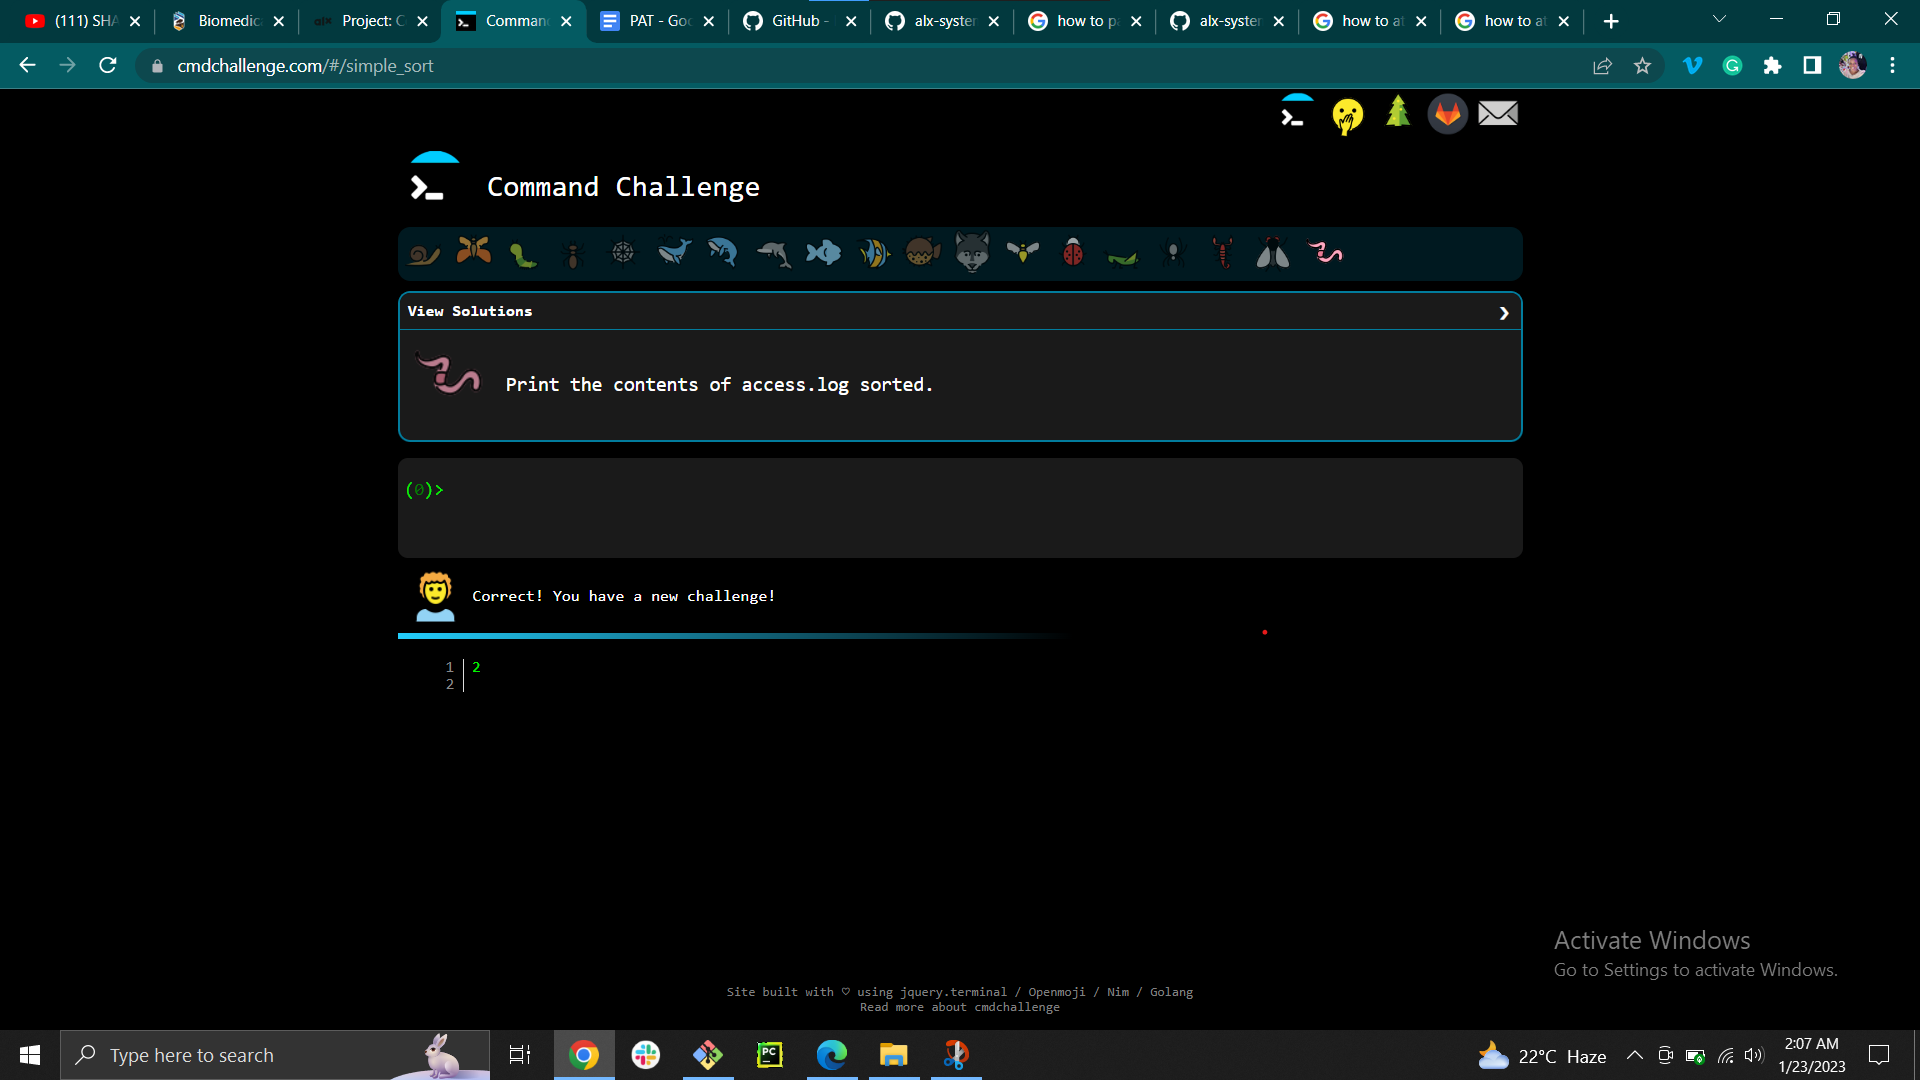 (111) SHA
Biomedic
Project: C
Comman
PAT - Goo
GitHub -
alx-syster
how to p
alx-syster
how to at
how to at
cmdchallenge.com/#/simple_sort
Command Challenge
View Solutions
Print the contents of access.log sorted.
(0)>
Correct! You have a new challenge!
1 2
2
Activate Windows
Go to Settings to activate Windows.
Site built with ♡ using jquery.terminal / Openmoji / Nim / Golang
Read more about cmdchallenge
Type here to search
PC
22°C Haze
2:07 AM
1/23/2023